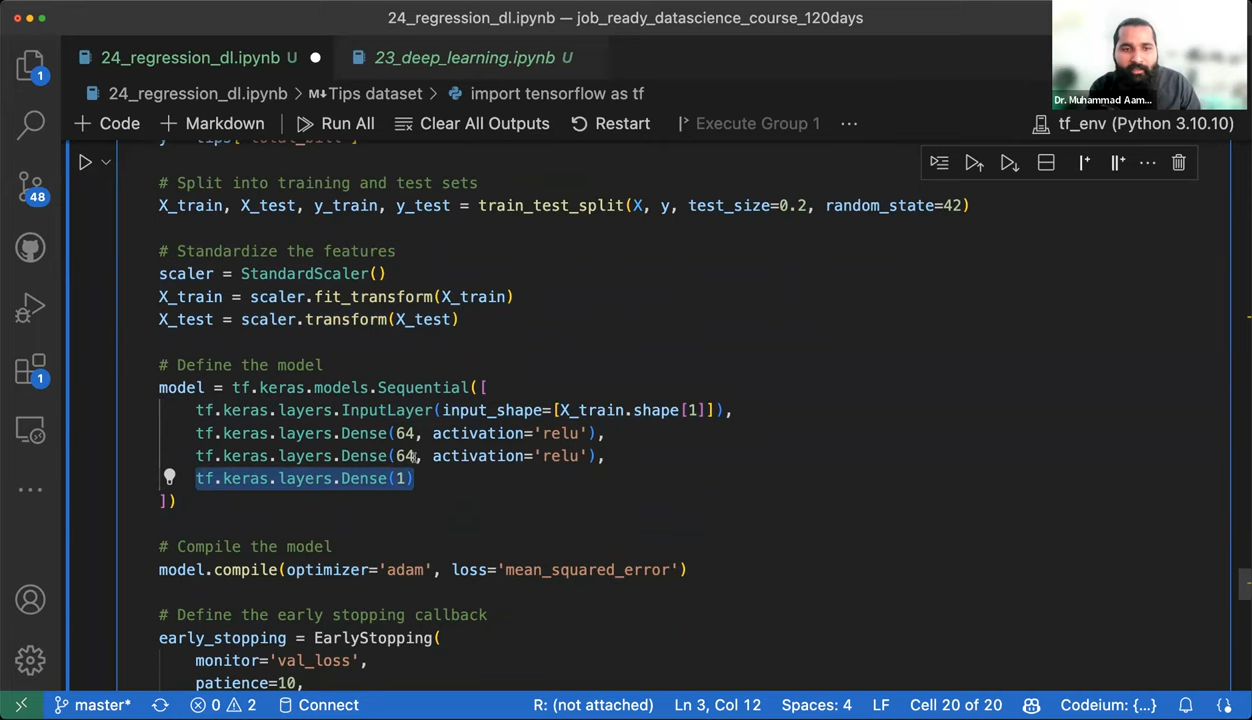 24_regression_dl.ipynb — job_ready_datascience_course_120days
24_regression_dl.ipynb U
23_deep_learning.ipynb U
24_regression_dl.ipynb > M↓Tips dataset > import tensorflow as tf
+ Code + Markdown Run All Clear All Outputs Restart Execute Group 1 ...
tf_env (Python 3.10.10)
Dr. Muhammad Aam...
1
48
1
y = tips['total_bill']
# Split into training and test sets
X_train, X_test, y_train, y_test = train_test_split(X, y, test_size=0.2, random_state=42)
# Standardize the features
scaler = StandardScaler()
X_train = scaler.fit_transform(X_train)
X_test = scaler.transform(X_test)
# Define the model
model = tf.keras.models.Sequential([
tf.keras.layers.InputLayer(input_shape=[X_train.shape[1]]),
tf.keras.layers.Dense(64, activation='relu'),
tf.keras.layers.Dense(64, activation='relu'),
tf.keras.layers.Dense(1)
])
# Compile the model
model.compile(optimizer='adam', loss='mean_squared_error')
# Define the early stopping callback
early_stopping = EarlyStopping(
monitor='val_loss',
patience=10,
master* 0 2 Connect R: (not attached) Ln 3, Col 12 Spaces: 4 LF Cell 20 of 20 Codeium: {...}